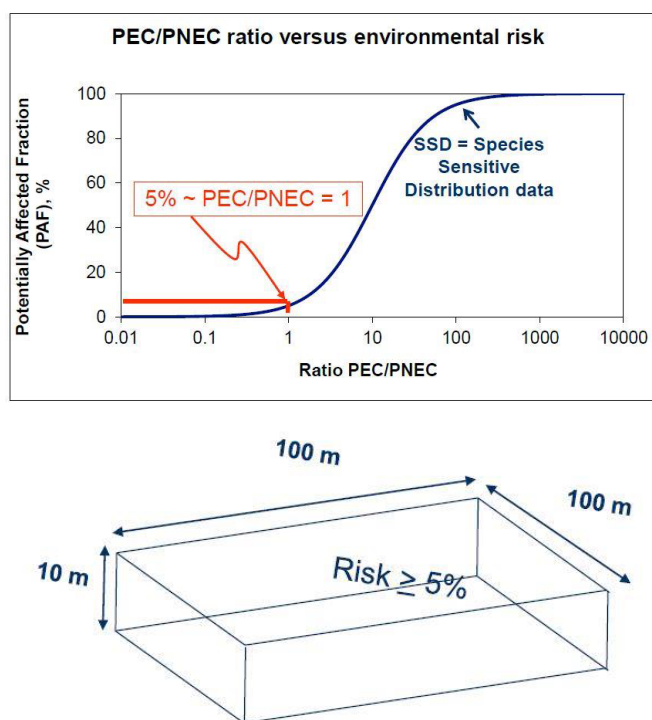 PEC/PNEC ratio versus environmental risk
100
80
60
40
20
0
Potentially Affected Fraction
(PAF), %
SSD = Species
Sensitive
Distribution data
5% ~ PEC/PNEC = 1
0.01 0.1 1 10 100 1000 10000
Ratio PEC/PNEC
100 m
100 m
10 m
Risk ≥ 5%